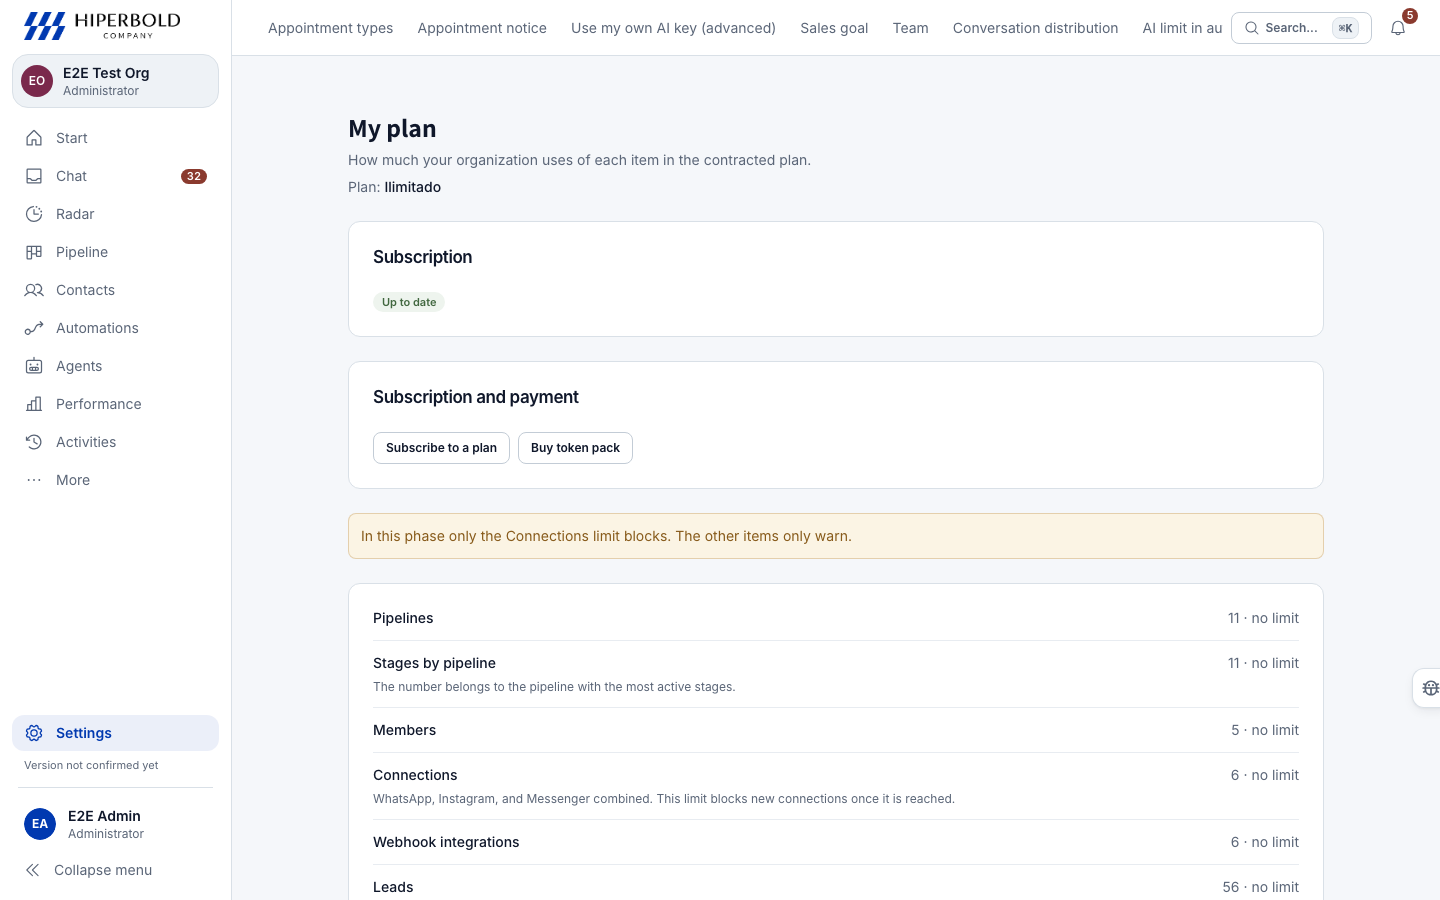 HIPERBOLD
COMPANY
EO
E2E Test Org
Administrator
Start
Chat
32
Radar
Pipeline
Contacts
Automations
Agents
Performance
Activities
More
Settings
Version not confirmed yet
EA
E2E Admin
Administrator
Collapse menu
Appointment types
Appointment notice
Use my own AI key (advanced)
Sales goal
Team
Conversation distribution
AI limit in au
Search...
⌘K
5
My plan
How much your organization uses of each item in the contracted plan.
Plan: Ilimitado
Subscription
Up to date
Subscription and payment
Subscribe to a plan
Buy token pack
In this phase only the Connections limit blocks. The other items only warn.
Pipelines
11 · no limit
Stages by pipeline
11 · no limit
The number belongs to the pipeline with the most active stages.
Members
5 · no limit
Connections
6 · no limit
WhatsApp, Instagram, and Messenger combined. This limit blocks new connections once it is reached.
Webhook integrations
6 · no limit
Leads
56 · no limit